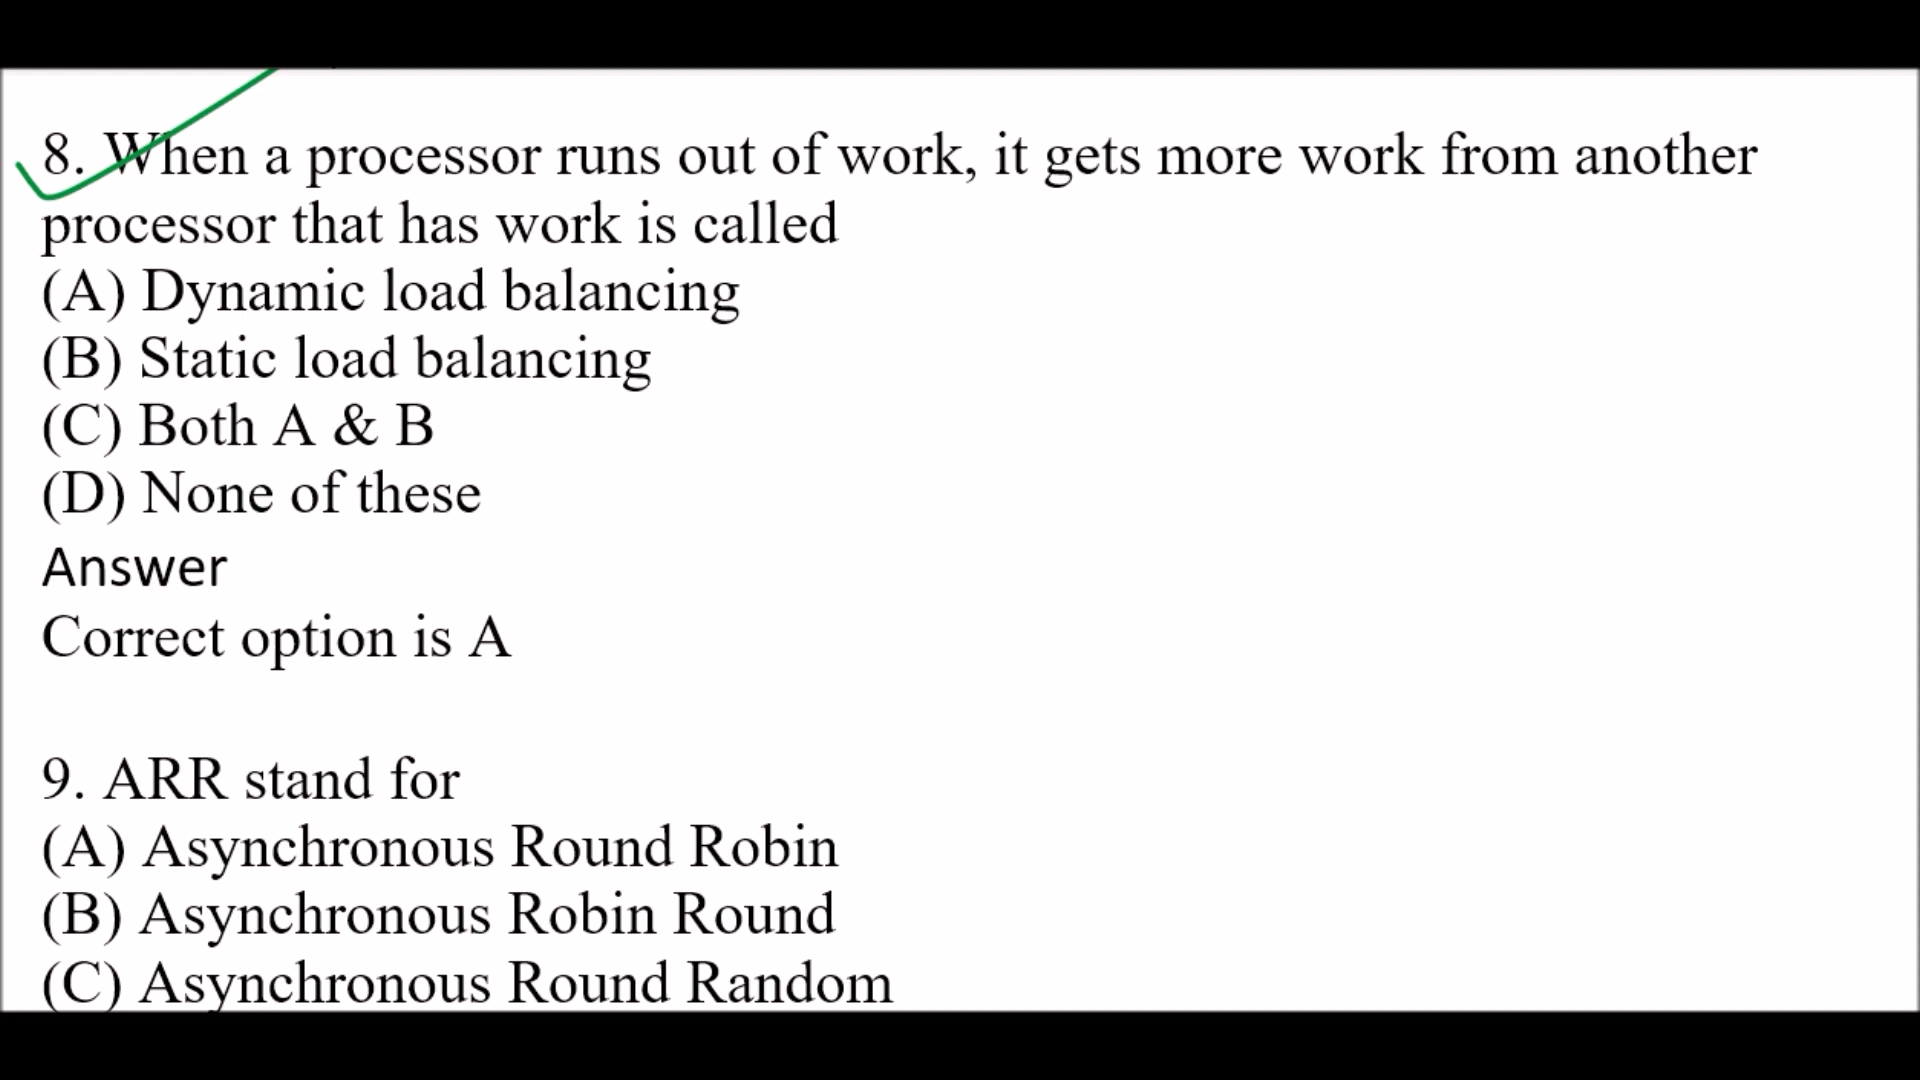 8. When a processor runs out of work, it gets more work from another
processor that has work is called
(A) Dynamic load balancing
(B) Static load balancing
(C) Both A & B
(D) None of these
Answer
Correct option is A
9. ARR stand for
(A) Asynchronous Round Robin
(B) Asynchronous Robin Round
(C) Asynchronous Round Random